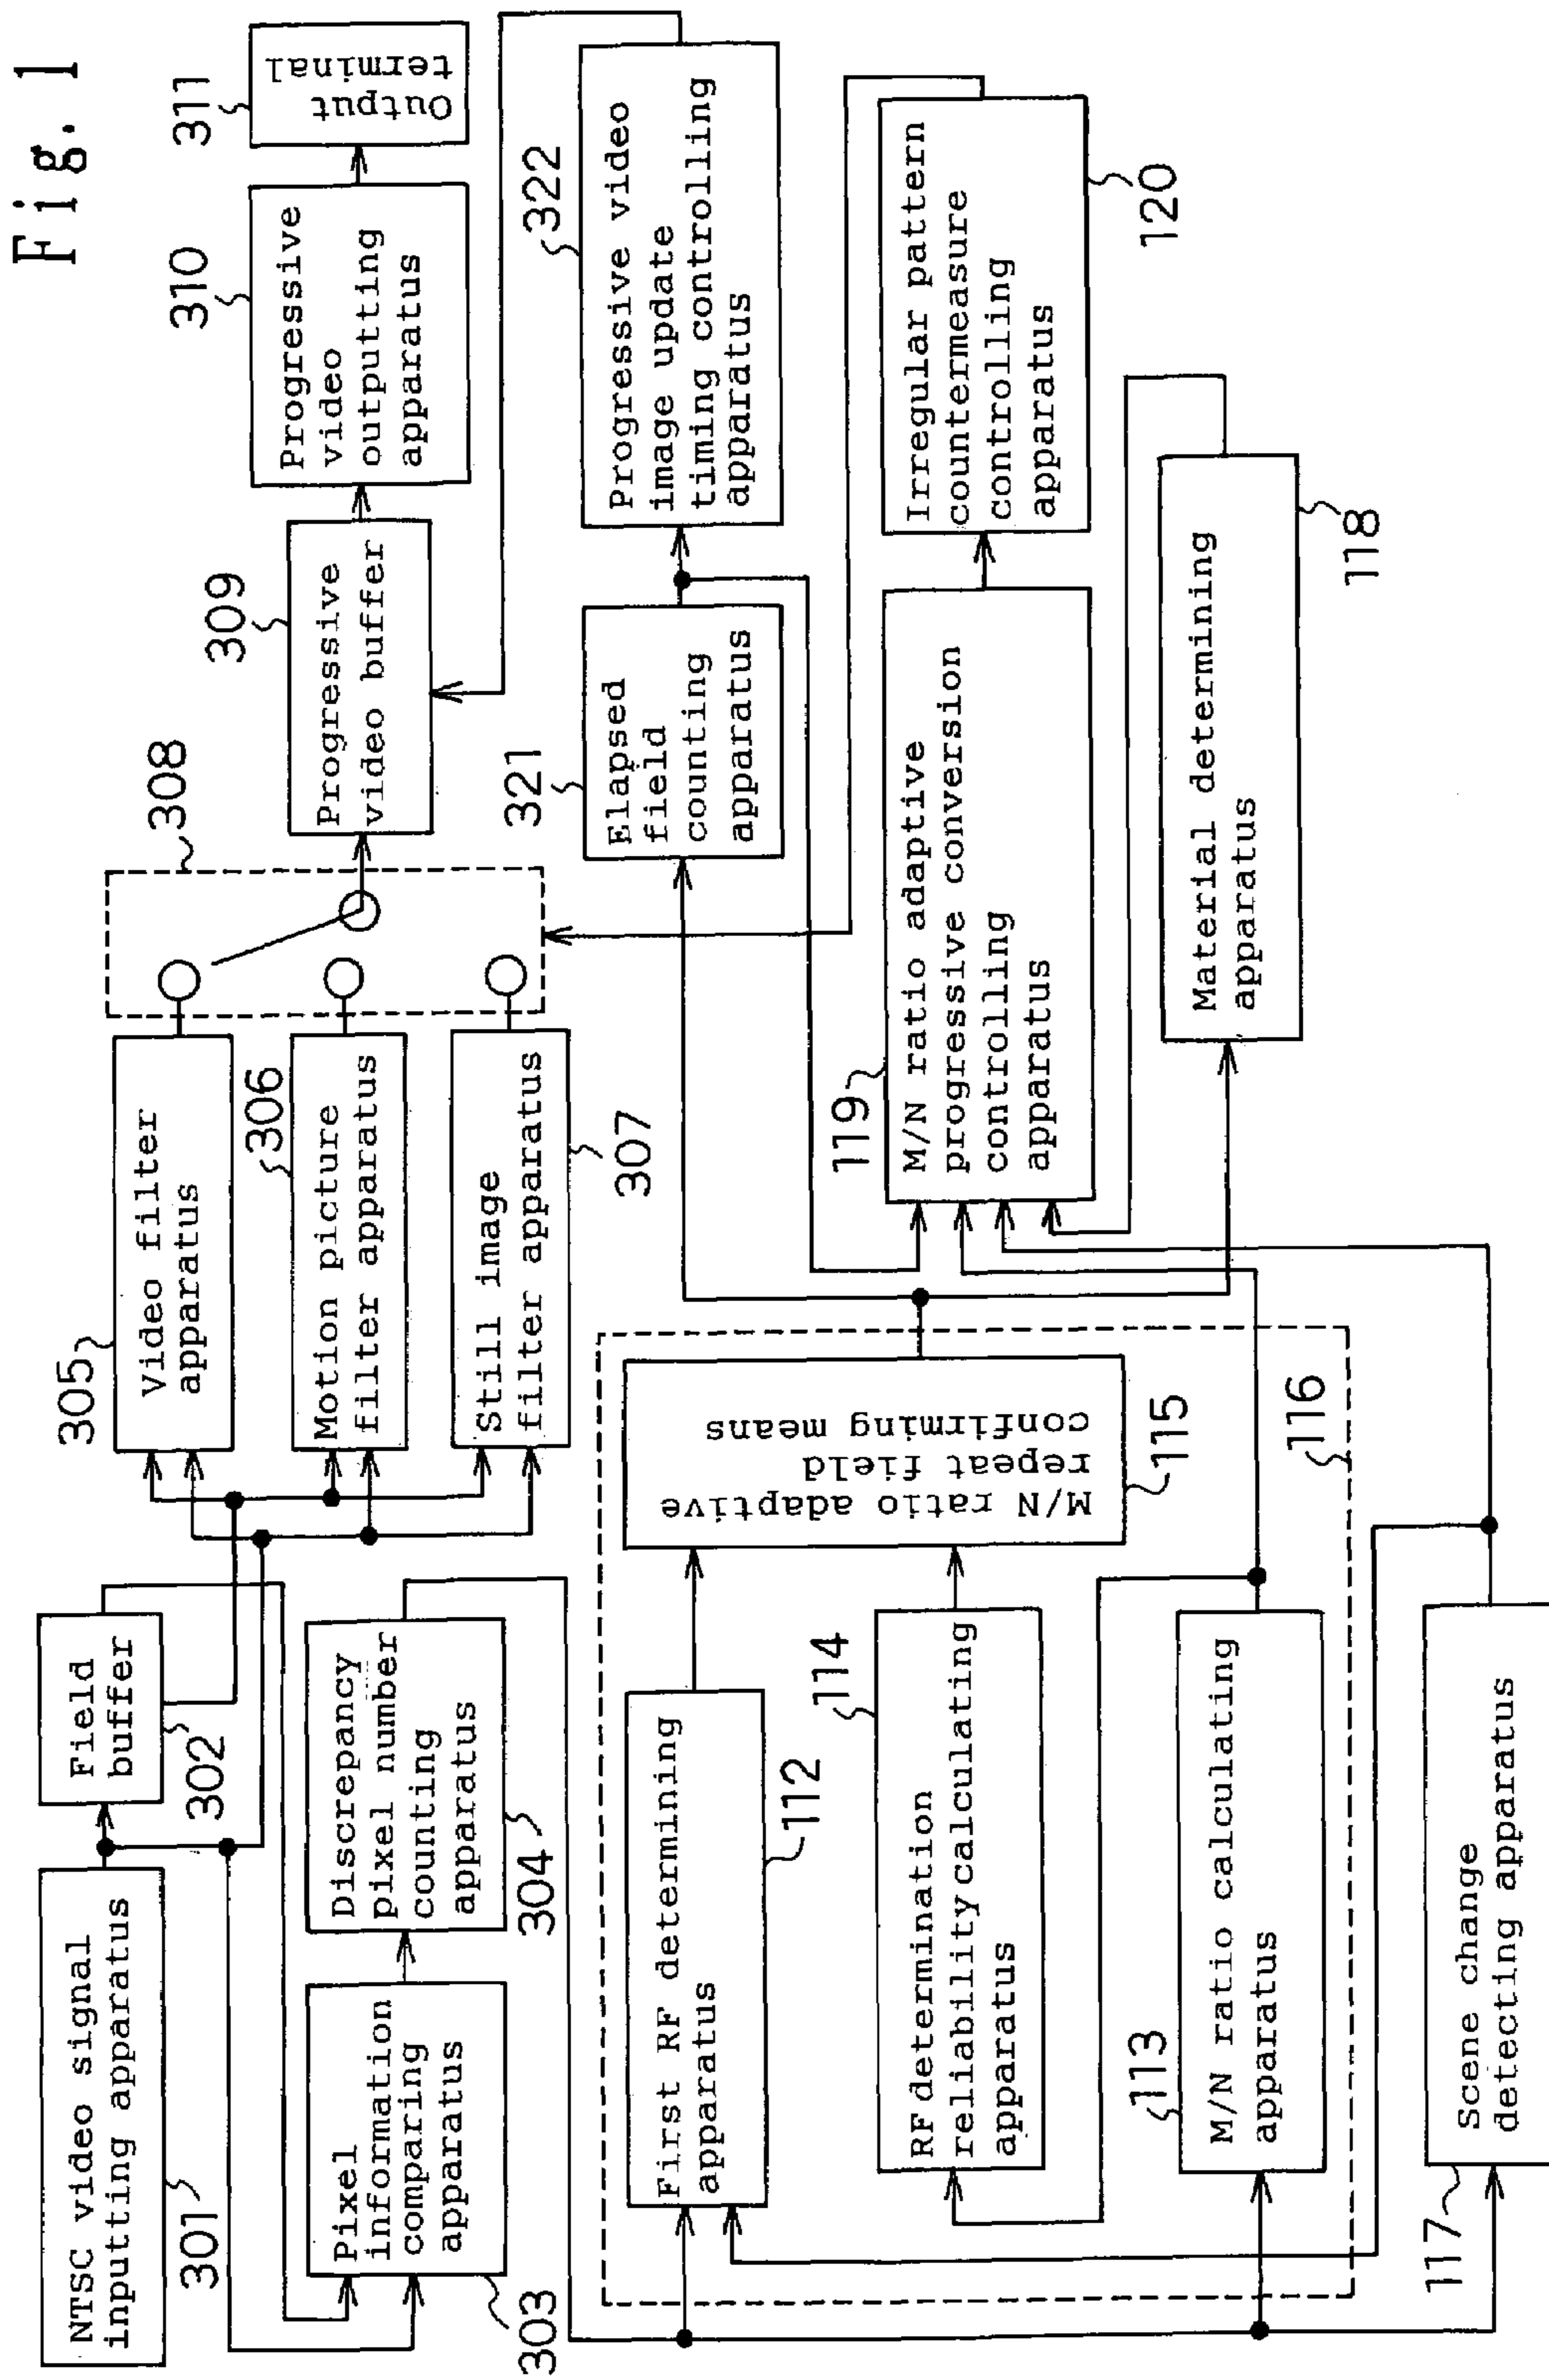 Fig. 1
NTSC video signal
inputting apparatus
301
Field
buffer
302
Pixel
information
comparing
apparatus
303
Discrepancy
pixel number
counting
apparatus
304
305
Video filter
apparatus
306
Motion picture
filter apparatus
Still image
filter apparatus
307
308
309
Progressive
video buffer
310
Progressive
video
outputting
apparatus
311
Output
terminal
321
Elapsed
field
counting
apparatus
322
Progressive video
image update
timing controlling
apparatus
First RF determining
apparatus
112
114
RF determination
reliability calculating
apparatus
113
M/N ratio calculating
apparatus
M/N ratio adaptive
repeat field
confirming means
115
116
117
Scene change
detecting apparatus
119
M/N ratio adaptive
progressive conversion
controlling
apparatus
Irregular pattern
countermeasure
controlling
apparatus
120
Material determining
apparatus
118